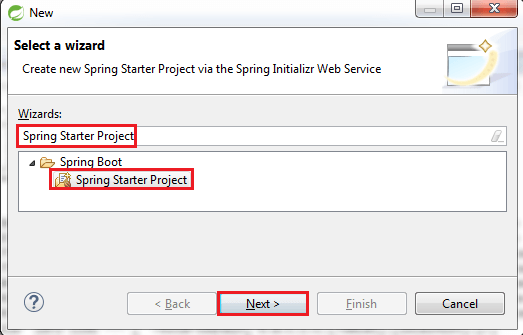 New
Select a wizard
Create new Spring Starter Project via the Spring Initializr Web Service
Wizards:
Spring Starter Project
Spring Boot
Spring Starter Project
?
< Back
Next >
Finish
Cancel